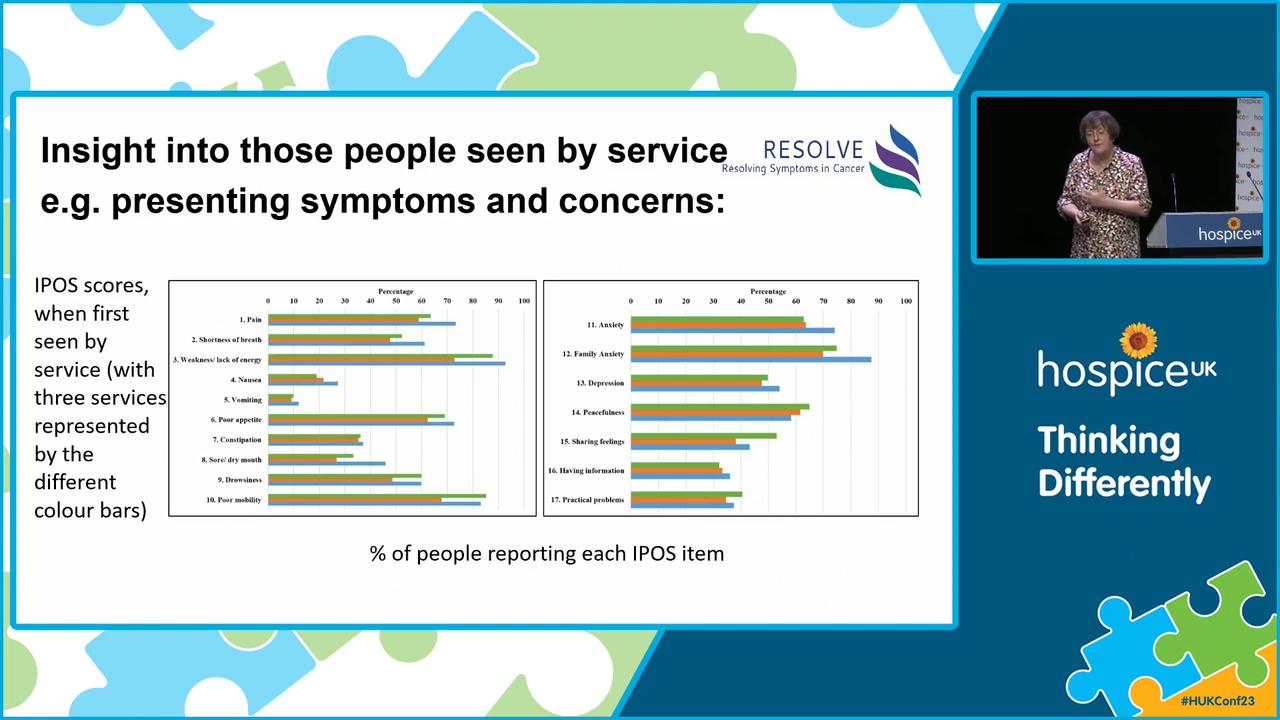 Insight into those people seen by service
e.g. presenting symptoms and concerns:
RESOLVE
Resolving Symptoms in Cancer
IPOS scores,
when first
seen by
service (with
three services
represented
by the
different
colour bars)
Percentage
0 10 20 30 40 50 60 70 80 90 100
1. Pain
2. Shortness of breath
3. Weakness/ lack of energy
4. Nausea
5. Vomiting
6. Poor appetite
7. Constipation
8. Sore/ dry mouth
9. Drowsiness
10. Poor mobility
Percentage
0 10 20 30 40 50 60 70 80 90 100
11. Anxiety
12. Family Anxiety
13. Depression
14. Peacefulness
15. Sharing feelings
16. Having information
17. Practical problems
% of people reporting each IPOS item
hospice UK
hospice UK
Thinking
Differently
#HUKConf23